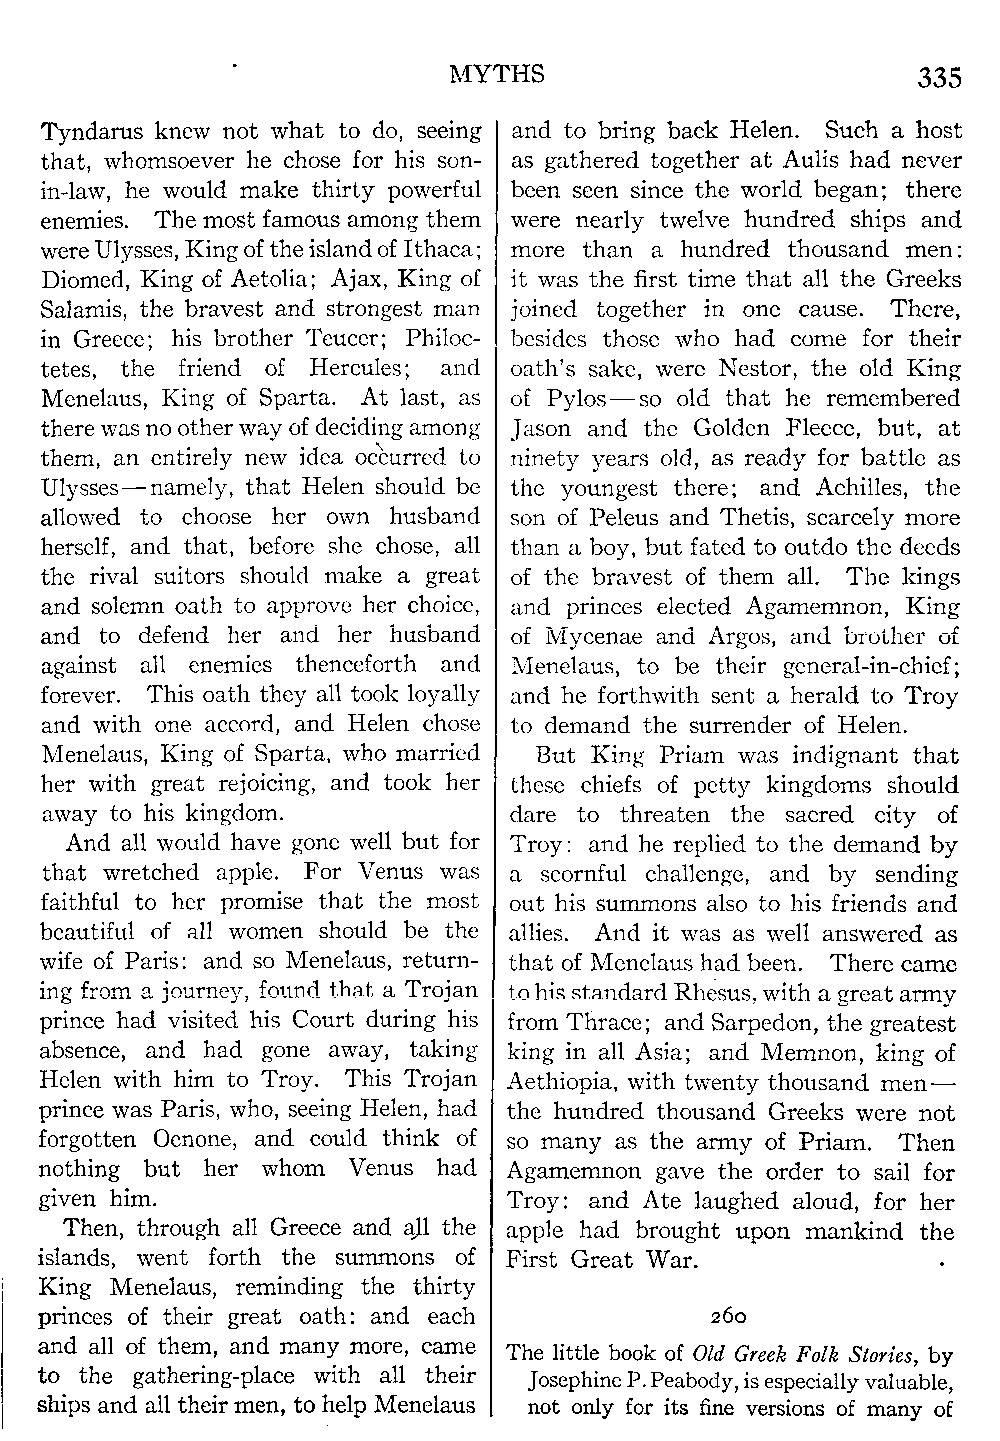 MYTHS
335
Tyndarus knew not what to do, seeing
that, whomsoever he chose for his son-
in-law, he would make thirty powerful
enemies. The most famous among them
were Ulysses, King of the island of Ithaca;
Diomed, King of Aetolia; Ajax, King of
Salamis, the bravest and strongest man
in Greece; his brother Teucer; Philoc-
tetes, the friend of Hercules; and
Menelaus, King of Sparta. At last, as
there was no other way of deciding among
them, an entirely new idea occurred to
Ulysses—namely, that Helen should be
allowed to choose her own husband
herself, and that, before she chose, all
the rival suitors should make a great
and solemn oath to approve her choice,
and to defend her and her husband
against all enemies thenceforth and
forever. This oath they all took loyally
and with one accord, and Helen chose
Menelaus, King of Sparta, who married
her with great rejoicing, and took her
away to his kingdom.
And all would have gone well but for
that wretched apple. For Venus was
faithful to her promise that the most
beautiful of all women should be the
wife of Paris: and so Menelaus, return-
ing from a journey, found that a Trojan
prince had visited his Court during his
absence, and had gone away, taking
Helen with him to Troy. This Trojan
prince was Paris, who, seeing Helen, had
forgotten Oenone, and could think of
nothing but her whom Venus had
given him.
Then, through all Greece and all the
islands, went forth the summons of
King Menelaus, reminding the thirty
princes of their great oath: and each
and all of them, and many more, came
to the gathering-place with all their
ships and all their men, to help Menelaus
and to bring back Helen. Such a host
as gathered together at Aulis had never
been seen since the world began; there
were nearly twelve hundred ships and
more than a hundred thousand men:
it was the first time that all the Greeks
joined together in one cause. There,
besides those who had come for their
oath's sake, were Nestor, the old King
of Pylos—so old that he remembered
Jason and the Golden Fleece, but, at
ninety years old, as ready for battle as
the youngest there; and Achilles, the
son of Peleus and Thetis, scarcely more
than a boy, but fated to outdo the deeds
of the bravest of them all. The kings
and princes elected Agamemnon, King
of Mycenae and Argos, and brother of
Menelaus, to be their general-in-chief;
and he forthwith sent a herald to Troy
to demand the surrender of Helen.
But King Priam was indignant that
these chiefs of petty kingdoms should
dare to threaten the sacred city of
Troy: and he replied to the demand by
a scornful challenge, and by sending
out his summons also to his friends and
allies. And it was as well answered as
that of Menelaus had been. There came
to his standard Rhesus, with a great army
from Thrace; and Sarpedon, the greatest
king in all Asia; and Memnon, king of
Aethiopia, with twenty thousand men—
the hundred thousand Greeks were not
so many as the army of Priam. Then
Agamemnon gave the order to sail for
Troy: and Ate laughed aloud, for her
apple had brought upon mankind the
First Great War.
260
The little book of Old Greek Folk Stories, by
Josephine P. Peabody, is especially valuable,
not only for its fine versions of many of